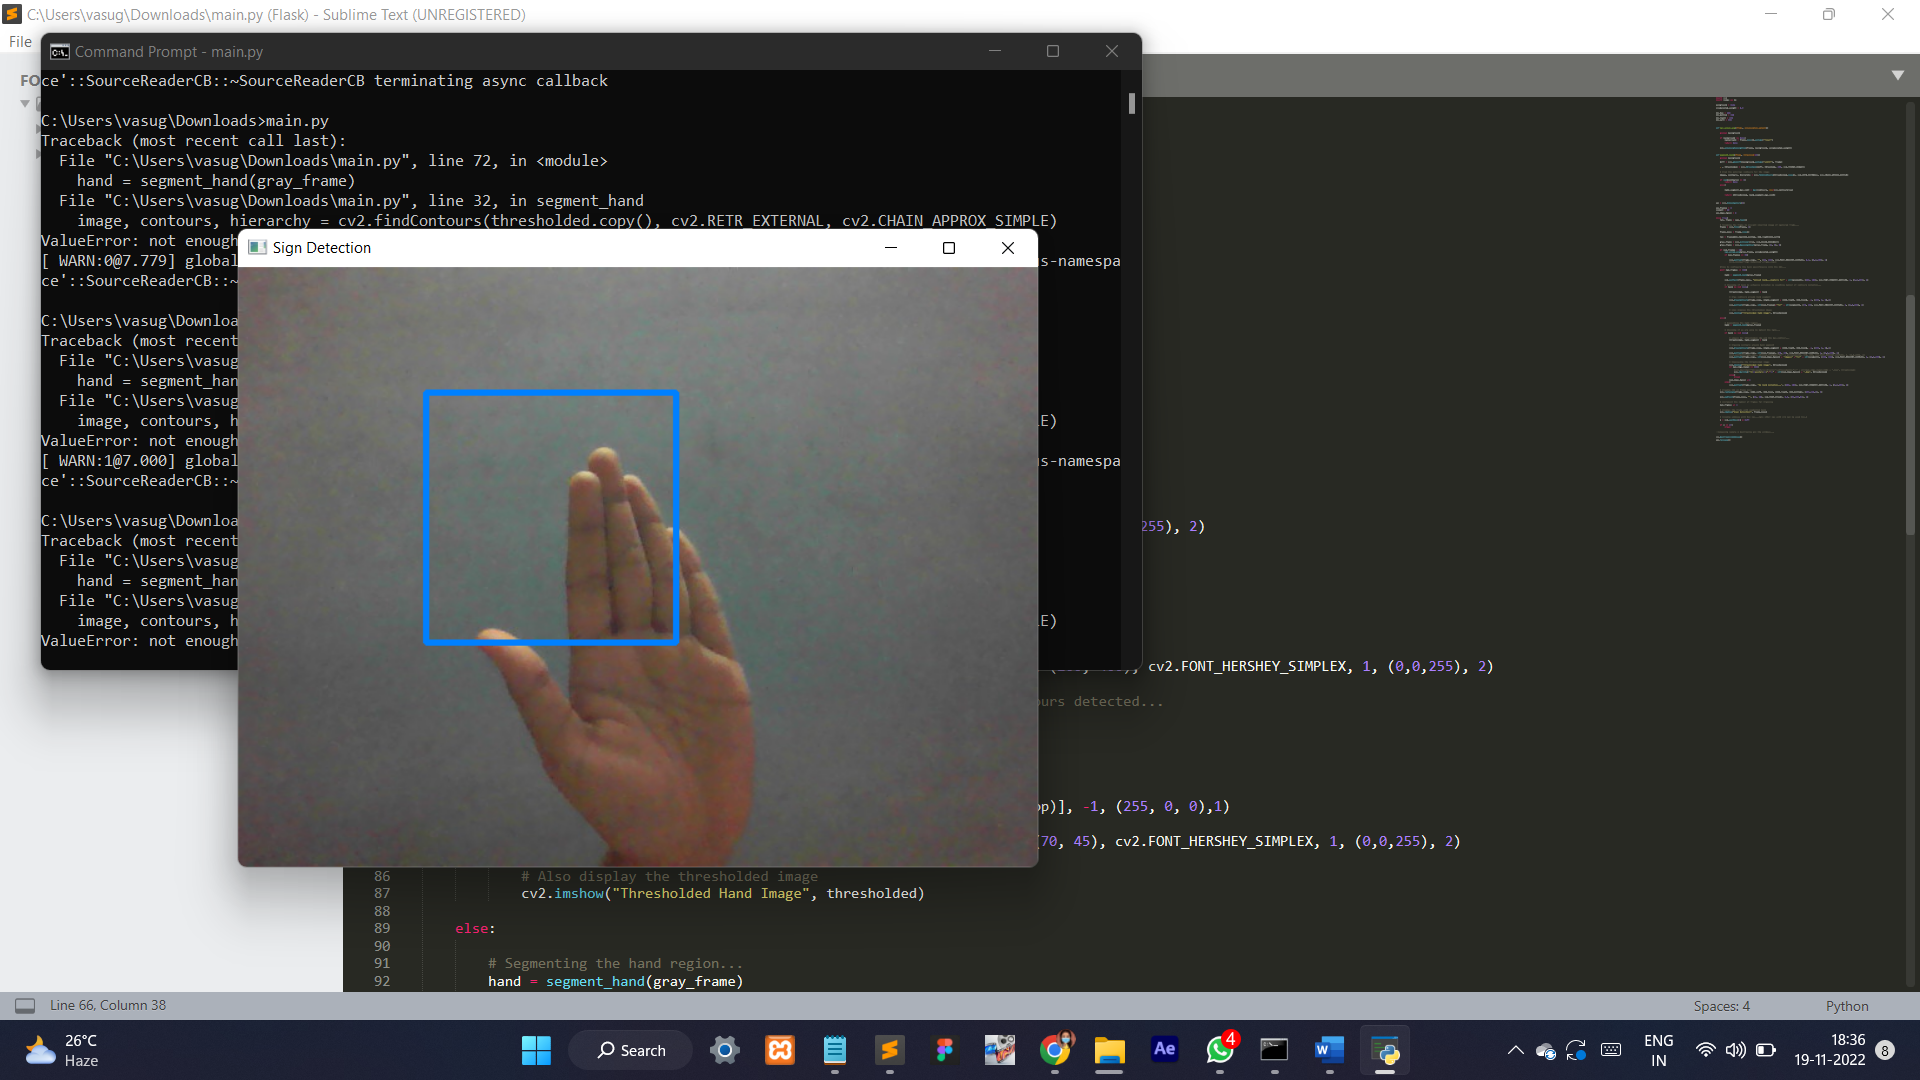 C:\Users\vasug\Downloads\main.py (Flask) - Sublime Text (UNREGISTERED)
File
FO
Command Prompt - main.py
ce'::SourceReaderCB::~SourceReaderCB terminating async callback
C:\Users\vasug\Downloads>main.py
Traceback (most recent call last):
File "C:\Users\vasug\Downloads\main.py", line 72, in <module>
hand = segment_hand(gray_frame)
File "C:\Users\vasug\Downloads\main.py", line 32, in segment_hand
image, contours, hierarchy = cv2.findContours(thresholded.copy(), cv2.RETR_EXTERNAL, cv2.CHAIN_APPROX_SIMPLE)
ValueError: not enough
[ WARN:0@7.779] global
us-namespa
ce'::SourceReaderCB::~
Sign Detection
C:\Users\vasug\Downloa
Traceback (most recent
File "C:\Users\vasug
hand = segment_han
File "C:\Users\vasug
image, contours, h
LE)
ValueError: not enough
[ WARN:1@7.000] global
us-namespa
ce'::SourceReaderCB::~
C:\Users\vasug\Downloa
Traceback (most recent
File "C:\Users\vasug
hand = segment_han
File "C:\Users\vasug
image, contours, h
LE)
ValueError: not enough
255), 2)
cv2.FONT_HERSHEY_SIMPLEX, 1, (0,0,255), 2)
ours detected...
op)], -1, (255, 0, 0),1)
(70, 45), cv2.FONT_HERSHEY_SIMPLEX, 1, (0,0,255), 2)
86 # Also display the thresholded image
87 cv2.imshow("Thresholded Hand Image", thresholded)
88
89 else:
90
91 # Segmenting the hand region...
92 hand = segment_hand(gray_frame)
Line 66, Column 38
Spaces: 4
Python
26°C
Haze
Search
Ae
4
ENG
IN
18:36
19-11-2022
8